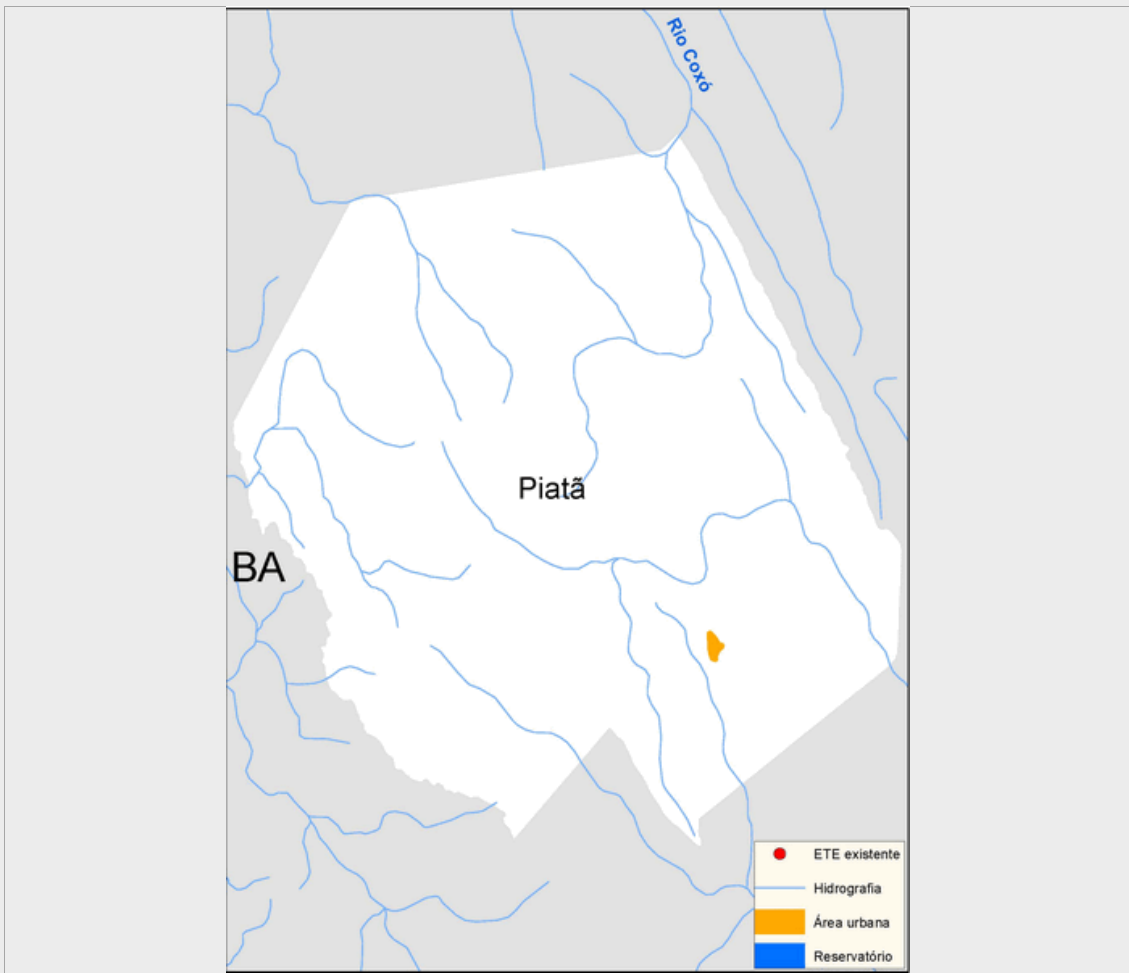 Rio Coxó
Piatã
BA
ETE existente
Hidrografia
Área urbana
Reservatório